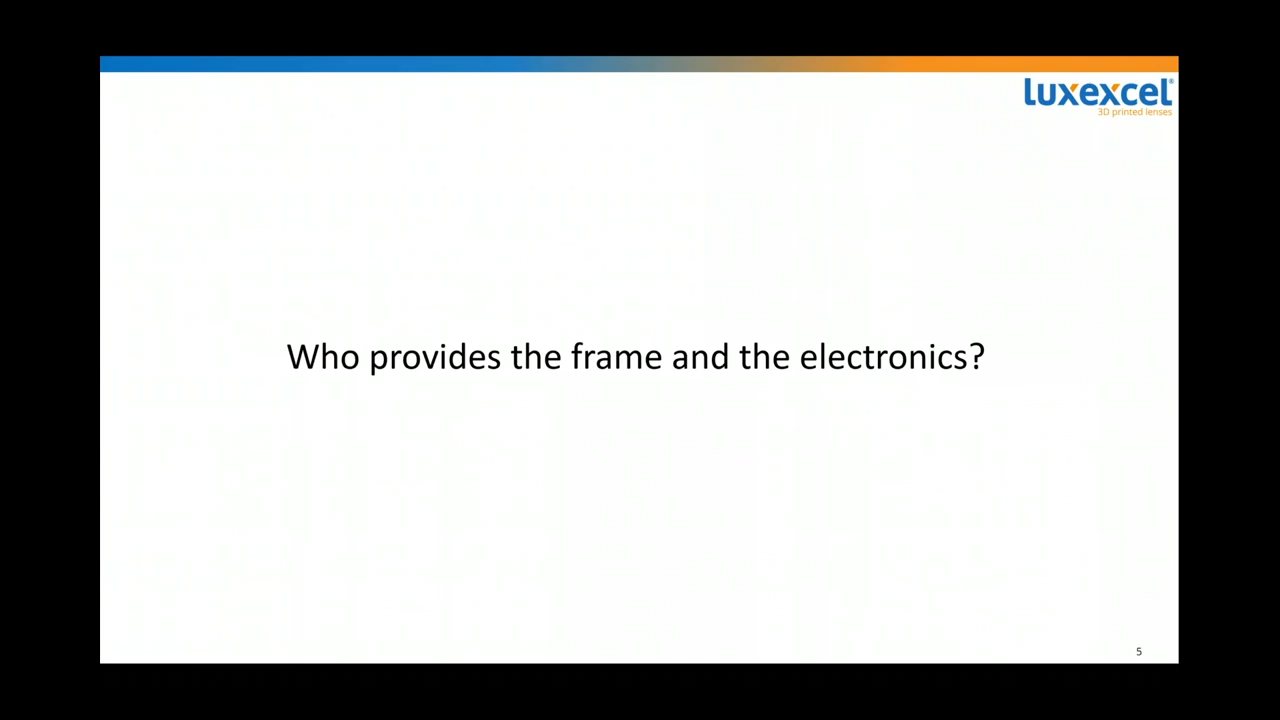 luxexcel®
3D printed lenses
Who provides the frame and the electronics?
5